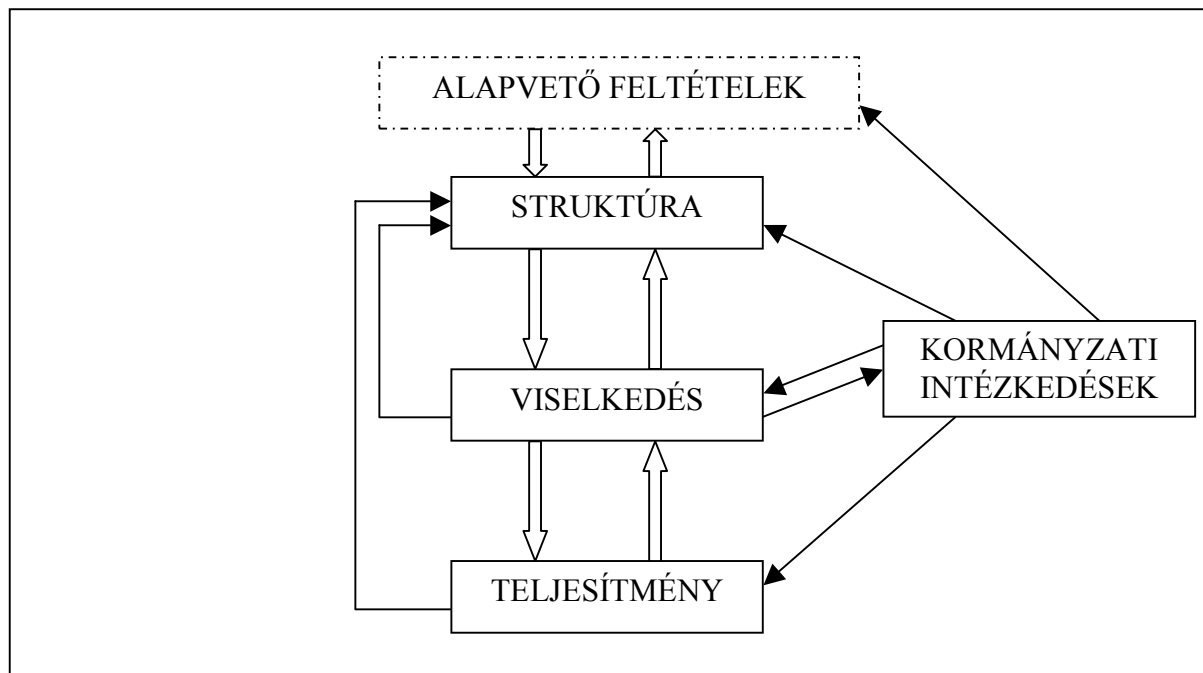 ALAPVETŐ FELTÉTELEK
STRUKTÚRA
KORMÁNYZATI
INTÉZKEDÉSEK
VISELKEDÉS
TELJESÍTMÉNY